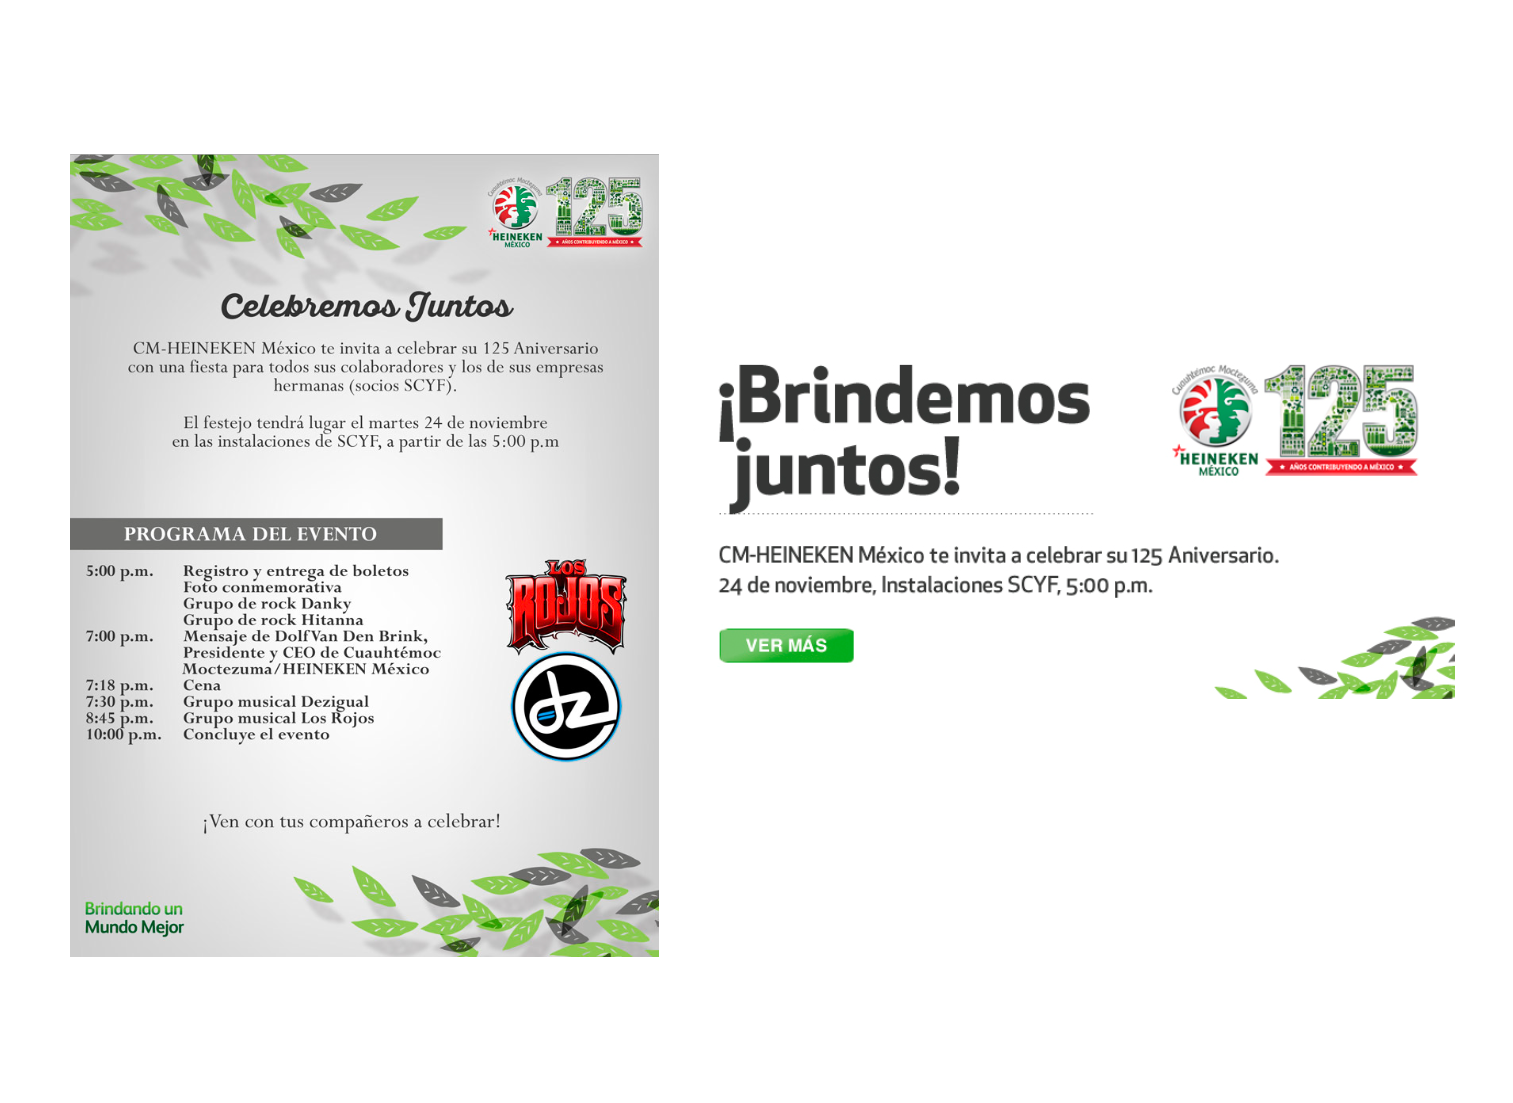 Cuauhtémoc Moctezuma
HEINEKEN
MÉXICO
125
AÑOS CONTRIBUYENDO A MÉXICO
Celebremos Juntos
CM-HEINEKEN México te invita a celebrar su 125 Aniversario
con una fiesta para todos sus colaboradores y los de sus empresas
hermanas (socios SCYF).
El festejo tendrá lugar el martes 24 de noviembre
en las instalaciones de SCYF, a partir de las 5:00 p.m
PROGRAMA DEL EVENTO
5:00 p.m. Registro y entrega de boletos
Foto conmemorativa
Grupo de rock Danky
Grupo de rock Hitanna
7:00 p.m. Mensaje de Dolf Van Den Brink,
Presidente y CEO de Cuauhtémoc
Moctezuma/HEINEKEN México
7:18 p.m. Cena
7:30 p.m. Grupo musical Dezigual
8:45 p.m. Grupo musical Los Rojos
10:00 p.m. Concluye el evento
LOS
ROJOS
dz
¡Ven con tus compañeros a celebrar!
Brindando un
Mundo Mejor
¡Brindemos
juntos!
Cuauhtémoc Moctezuma
HEINEKEN
MÉXICO
125
AÑOS CONTRIBUYENDO A MÉXICO
CM-HEINEKEN México te invita a celebrar su 125 Aniversario.
24 de noviembre, Instalaciones SCYF, 5:00 p.m.
VER MÁS